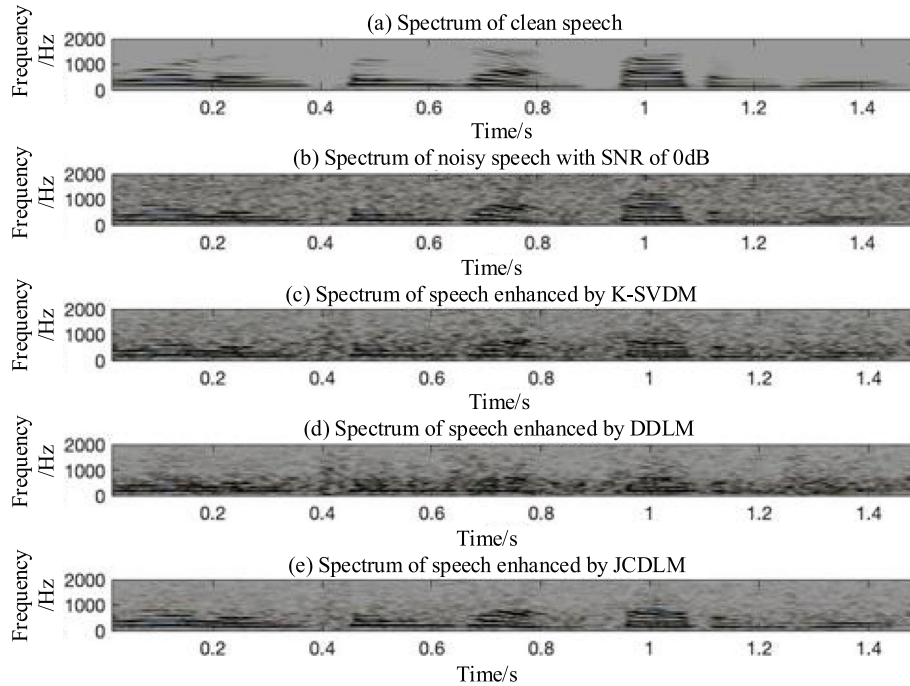 (a) Spectrum of clean speech
Frequency
/Hz
2000
1000
0
0.2 0.4 0.6 0.8 1 1.2 1.4
Time/s
(b) Spectrum of noisy speech with SNR of 0dB
Frequency
/Hz
2000
1000
0
0.2 0.4 0.6 0.8 1 1.2 1.4
Time/s
(c) Spectrum of speech enhanced by K-SVDM
Frequency
/Hz
2000
1000
0
0.2 0.4 0.6 0.8 1 1.2 1.4
Time/s
(d) Spectrum of speech enhanced by DDLM
Frequency
/Hz
2000
1000
0
0.2 0.4 0.6 0.8 1 1.2 1.4
Time/s
(e) Spectrum of speech enhanced by JCDLM
Frequency
/Hz
2000
1000
0
0.2 0.4 0.6 0.8 1 1.2 1.4
Time/s